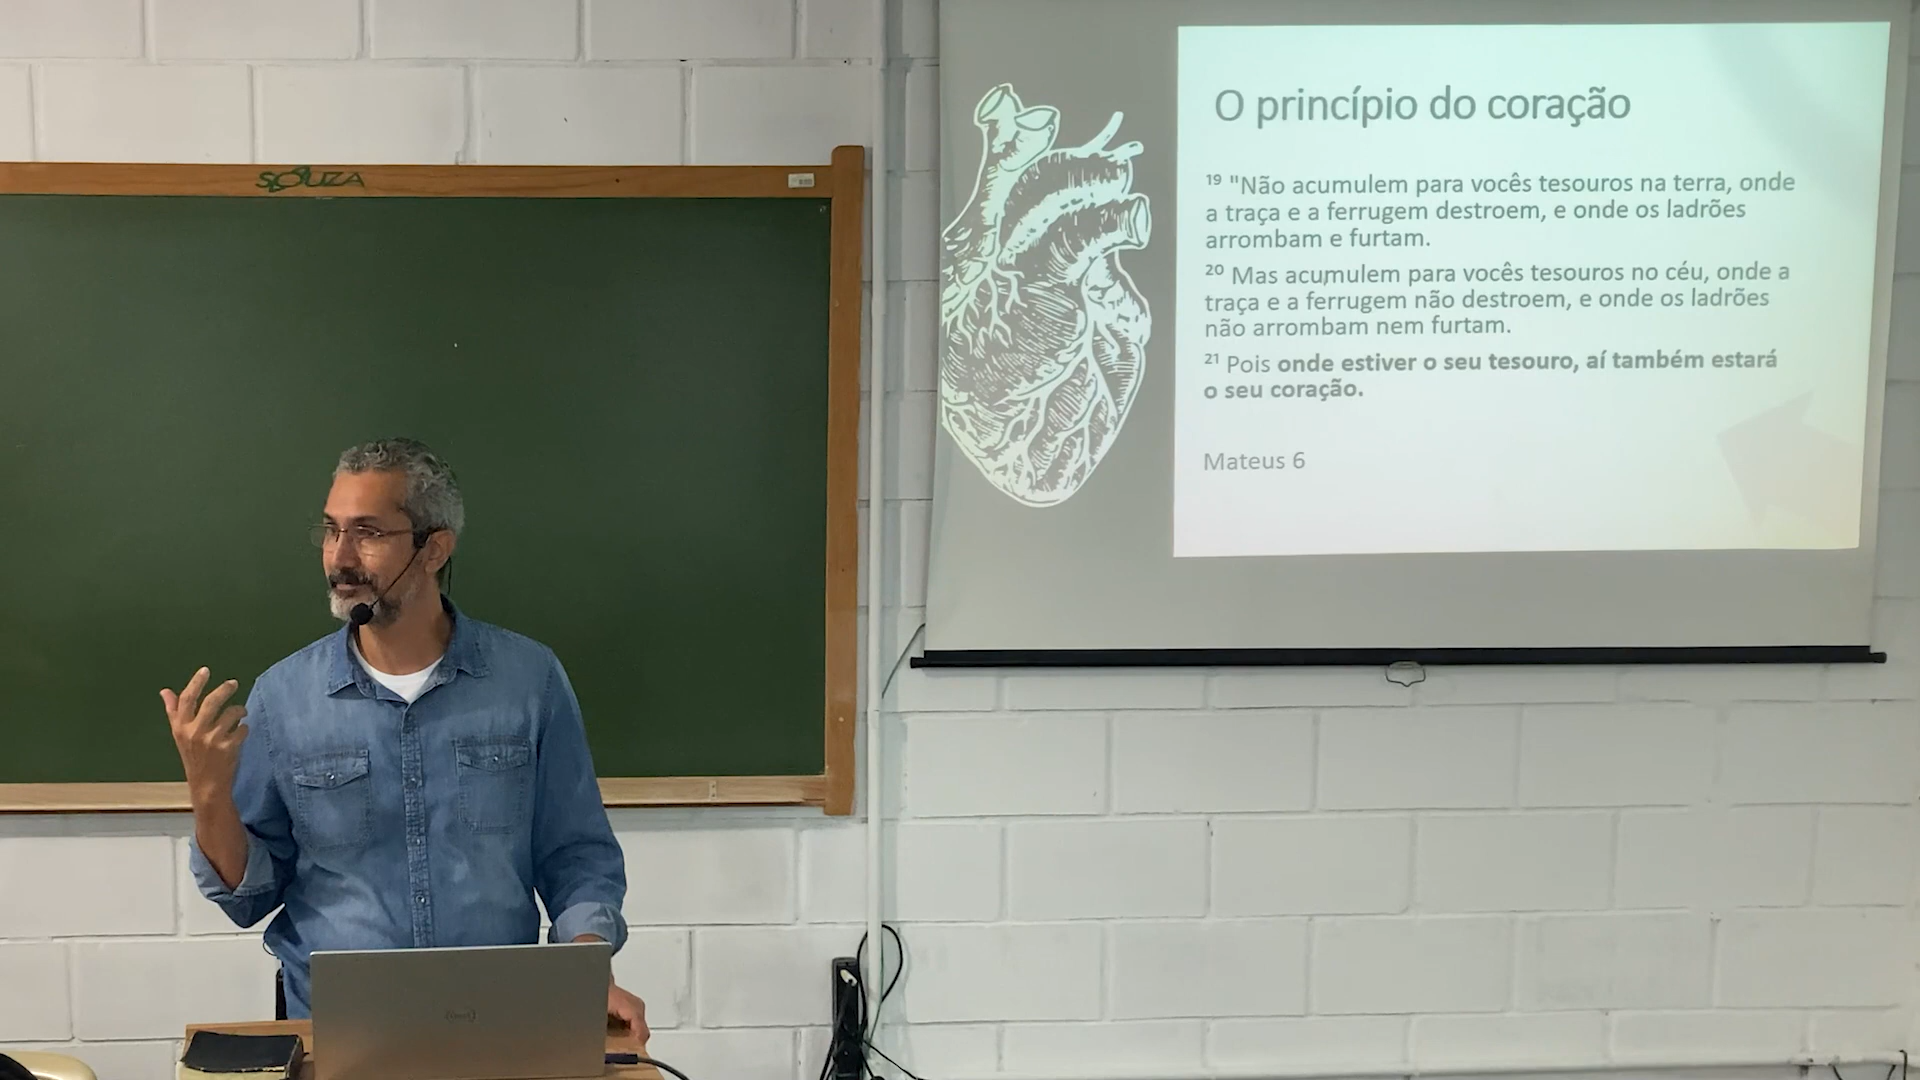 SOUZA
O princípio do coração
¹⁹ "Não acumulem para vocês tesouros na terra, onde
a traça e a ferrugem destroem, e onde os ladrões
arrombam e furtam.
²⁰ Mas acumulem para vocês tesouros no céu, onde a
traça e a ferrugem não destroem, e onde os ladrões
não arrombam nem furtam.
²¹ Pois onde estiver o seu tesouro, aí também estará
o seu coração.
Mateus 6